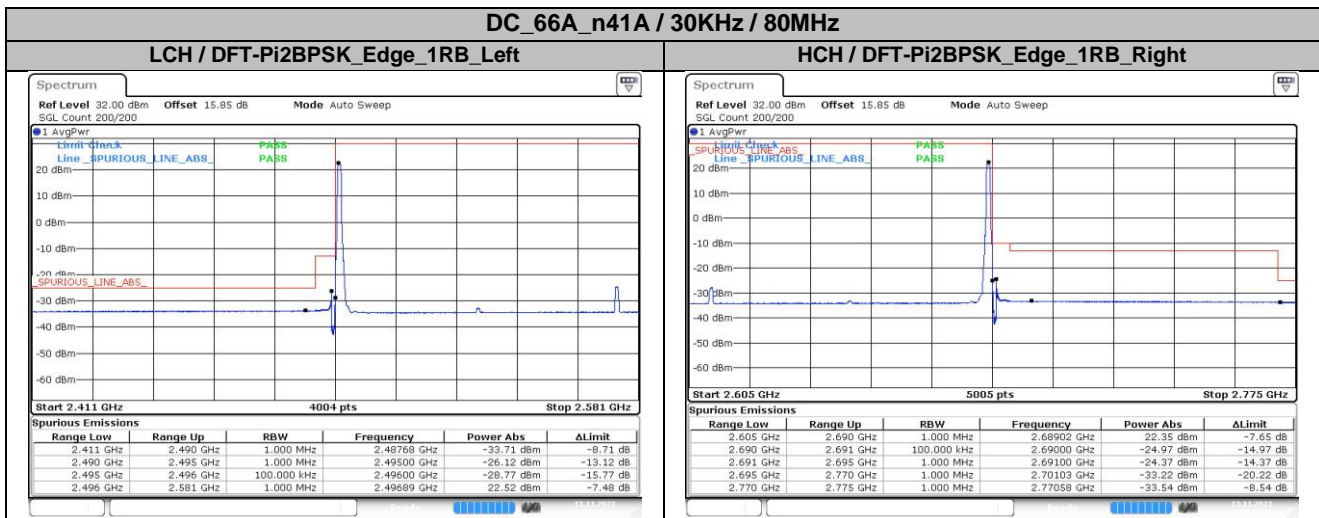 DC_66A_n41A / 30KHz / 80MHz
LCH / DFT-Pi2BPSK_Edge_1RB_Left
HCH / DFT-Pi2BPSK_Edge_1RB_Right
Spectrum
Ref Level 32.00 dBm Offset 15.85 dB Mode Auto Sweep
SGL Count 200/200
1 AvgPwr
Limit Check PASS
Line _SPURIOUS_LINE_ABS_ PASS
20 dBm
10 dBm
0 dBm
-10 dBm
-20 dBm
_SPURIOUS_LINE_ABS_
-30 dBm
-40 dBm
-50 dBm
-60 dBm
Start 2.411 GHz 4004 pts Stop 2.581 GHz
Spurious Emissions
Range Low Range Up RBW Frequency Power Abs ΔLimit
2.411 GHz 2.490 GHz 1.000 MHz 2.48768 GHz -33.71 dBm -8.71 dB
2.490 GHz 2.495 GHz 1.000 MHz 2.49500 GHz -26.12 dBm -13.12 dB
2.495 GHz 2.496 GHz 100.000 kHz 2.49600 GHz -28.77 dBm -15.77 dB
2.496 GHz 2.581 GHz 1.000 MHz 2.49689 GHz 22.52 dBm -7.48 dB
Spectrum
Ref Level 32.00 dBm Offset 15.85 dB Mode Auto Sweep
SGL Count 200/200
1 AvgPwr
Limit Check PASS
_SPURIOUS_LINE_ABS_
Line _SPURIOUS_LINE_ABS_ PASS
20 dBm
10 dBm
0 dBm
-10 dBm
-20 dBm
-30 dBm
-40 dBm
-50 dBm
-60 dBm
Start 2.605 GHz 5005 pts Stop 2.775 GHz
Spurious Emissions
Range Low Range Up RBW Frequency Power Abs ΔLimit
2.605 GHz 2.690 GHz 1.000 MHz 2.68902 GHz 22.35 dBm -7.65 dB
2.690 GHz 2.691 GHz 100.000 kHz 2.69000 GHz -24.97 dBm -14.97 dB
2.691 GHz 2.695 GHz 1.000 MHz 2.69100 GHz -24.37 dBm -14.37 dB
2.695 GHz 2.770 GHz 1.000 MHz 2.70103 GHz -33.22 dBm -20.22 dB
2.770 GHz 2.775 GHz 1.000 MHz 2.77058 GHz -33.54 dBm -8.54 dB